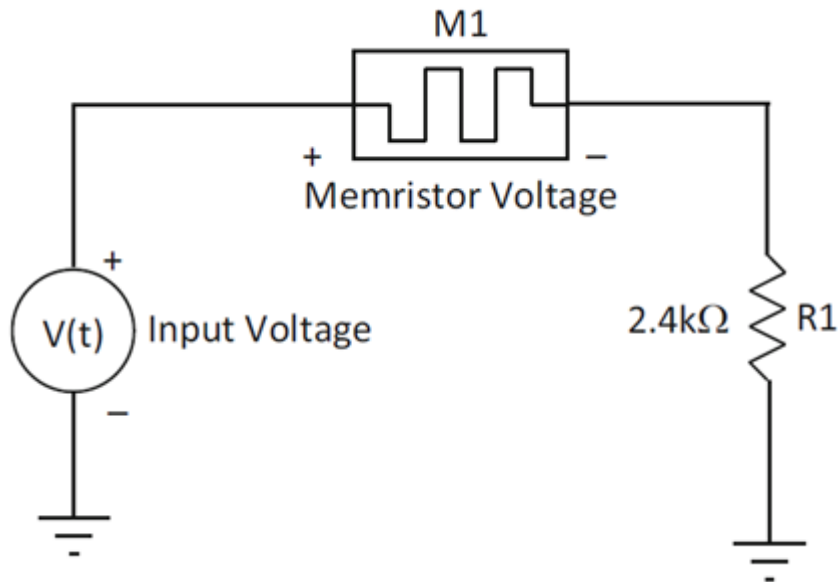 M1
+ –
Memristor Voltage
+
V(t) Input Voltage
–
2.4kΩ R1